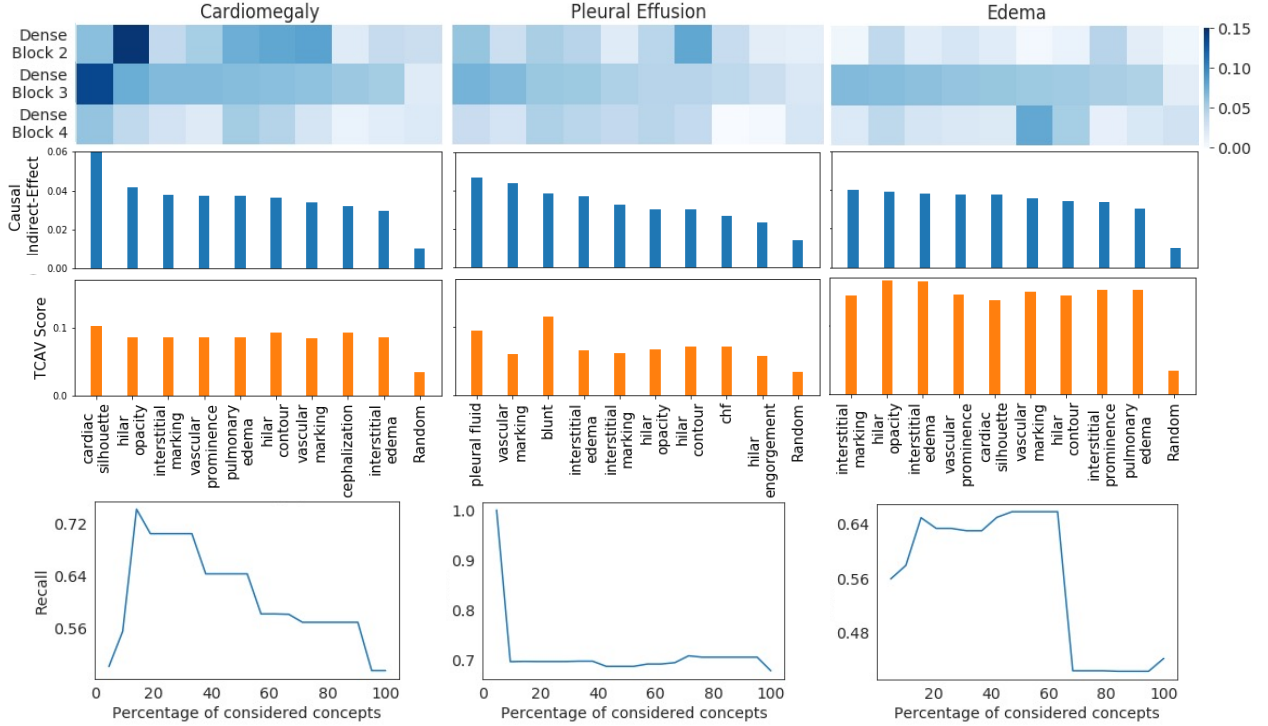 Cardiomegaly
Pleural Effusion
Edema
Dense
Block 2
Dense
Block 3
Dense
Block 4
0.15
0.10
0.05
0.00
Causal
Indirect-Effect
0.06
0.04
0.02
0.00
TCAV Score
0.1
0.0
cardiac
silhouette
hilar
opacity
interstitial
marking
vascular
prominence
pulmonary
edema
hilar
contour
vascular
marking
cephalization
interstitial
edema
Random
pleural fluid
vascular
marking
blunt
interstitial
edema
interstitial
marking
hilar
opacity
hilar
contour
chf
hilar
engorgement
Random
interstitial
marking
hilar
opacity
interstitial
edema
vascular
prominence
cardiac
silhouette
vascular
marking
hilar
contour
interstitial
prominence
pulmonary
edema
Random
Recall
0.72
0.64
0.56
0 20 40 60 80 100
Percentage of considered concepts
1.0
0.9
0.8
0.7
0 20 40 60 80 100
Percentage of considered concepts
0.64
0.56
0.48
20 40 60 80 100
Percentage of considered concepts